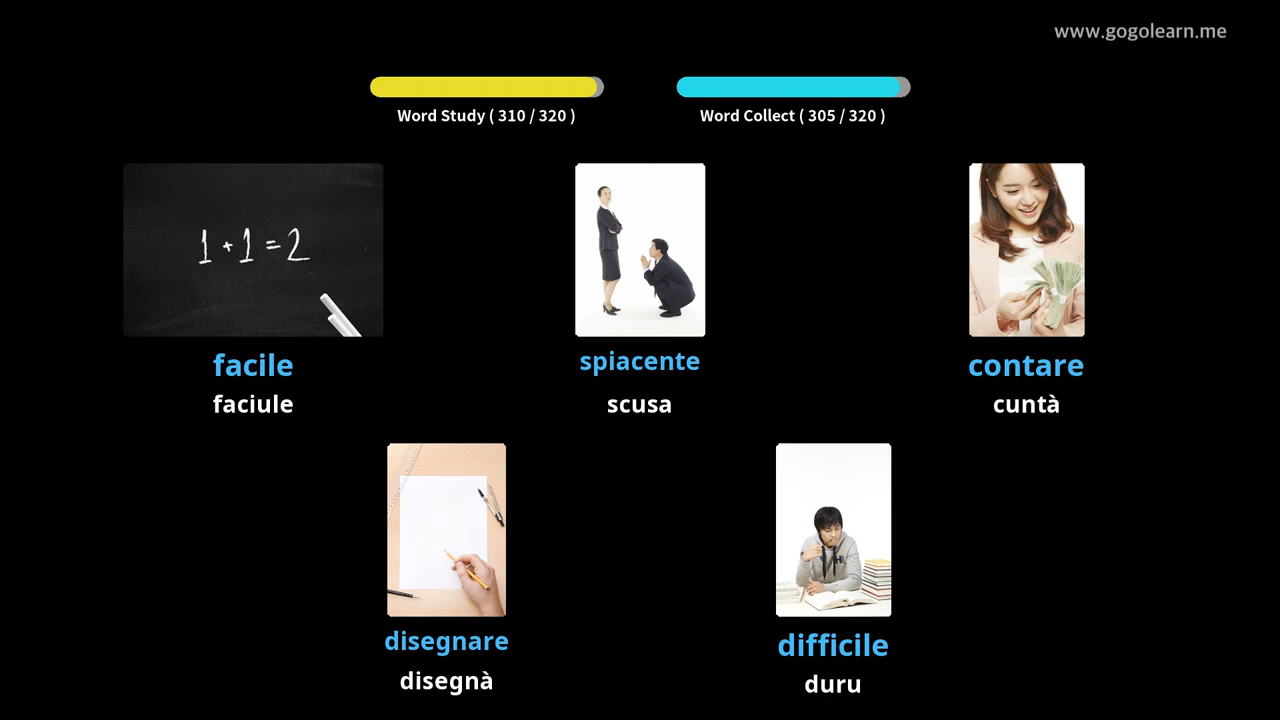 www.gogolearn.me
Word Study ( 310 / 320 )
Word Collect ( 305 / 320 )
1 + 1 = 2
facile
faciule
spiacente
scusa
contare
cuntà
disegnare
disegnà
difficile
duru